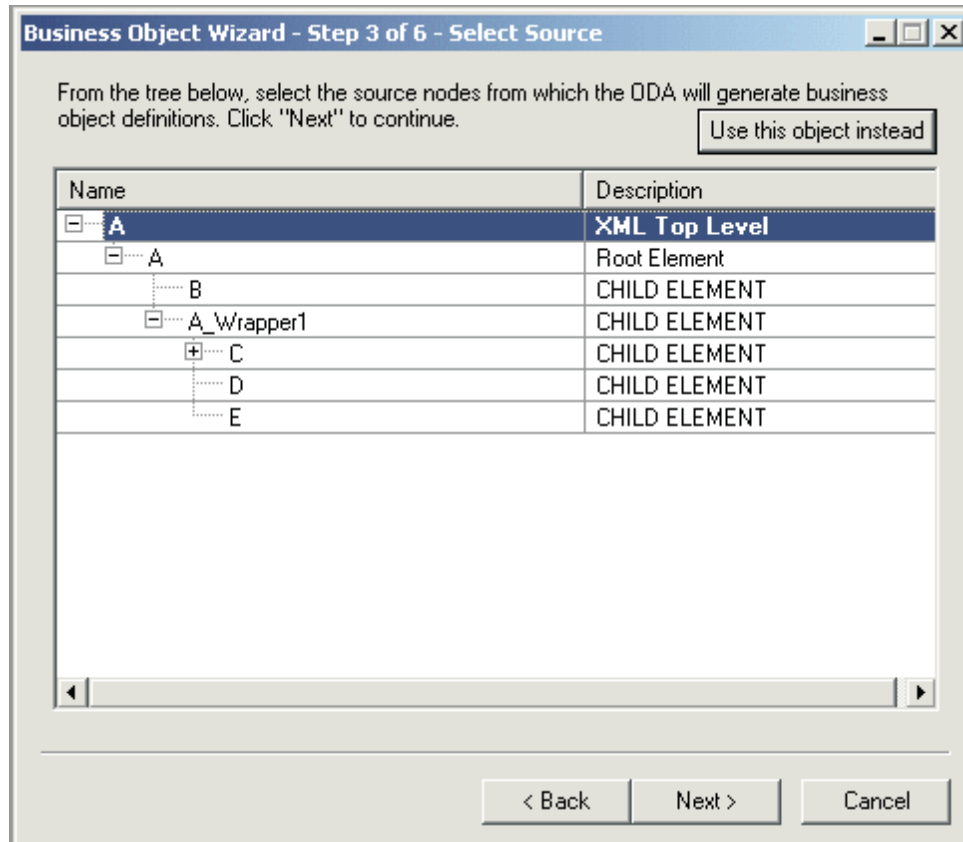 Business Object Wizard - Step 3 of 6 - Select Source
From the tree below, select the source nodes from which the ODA will generate business
object definitions. Click "Next" to continue.
Use this object instead
Name Description
A XML Top Level
A Root Element
B CHILD ELEMENT
A_Wrapper1 CHILD ELEMENT
C CHILD ELEMENT
D CHILD ELEMENT
E CHILD ELEMENT
< Back Next > Cancel